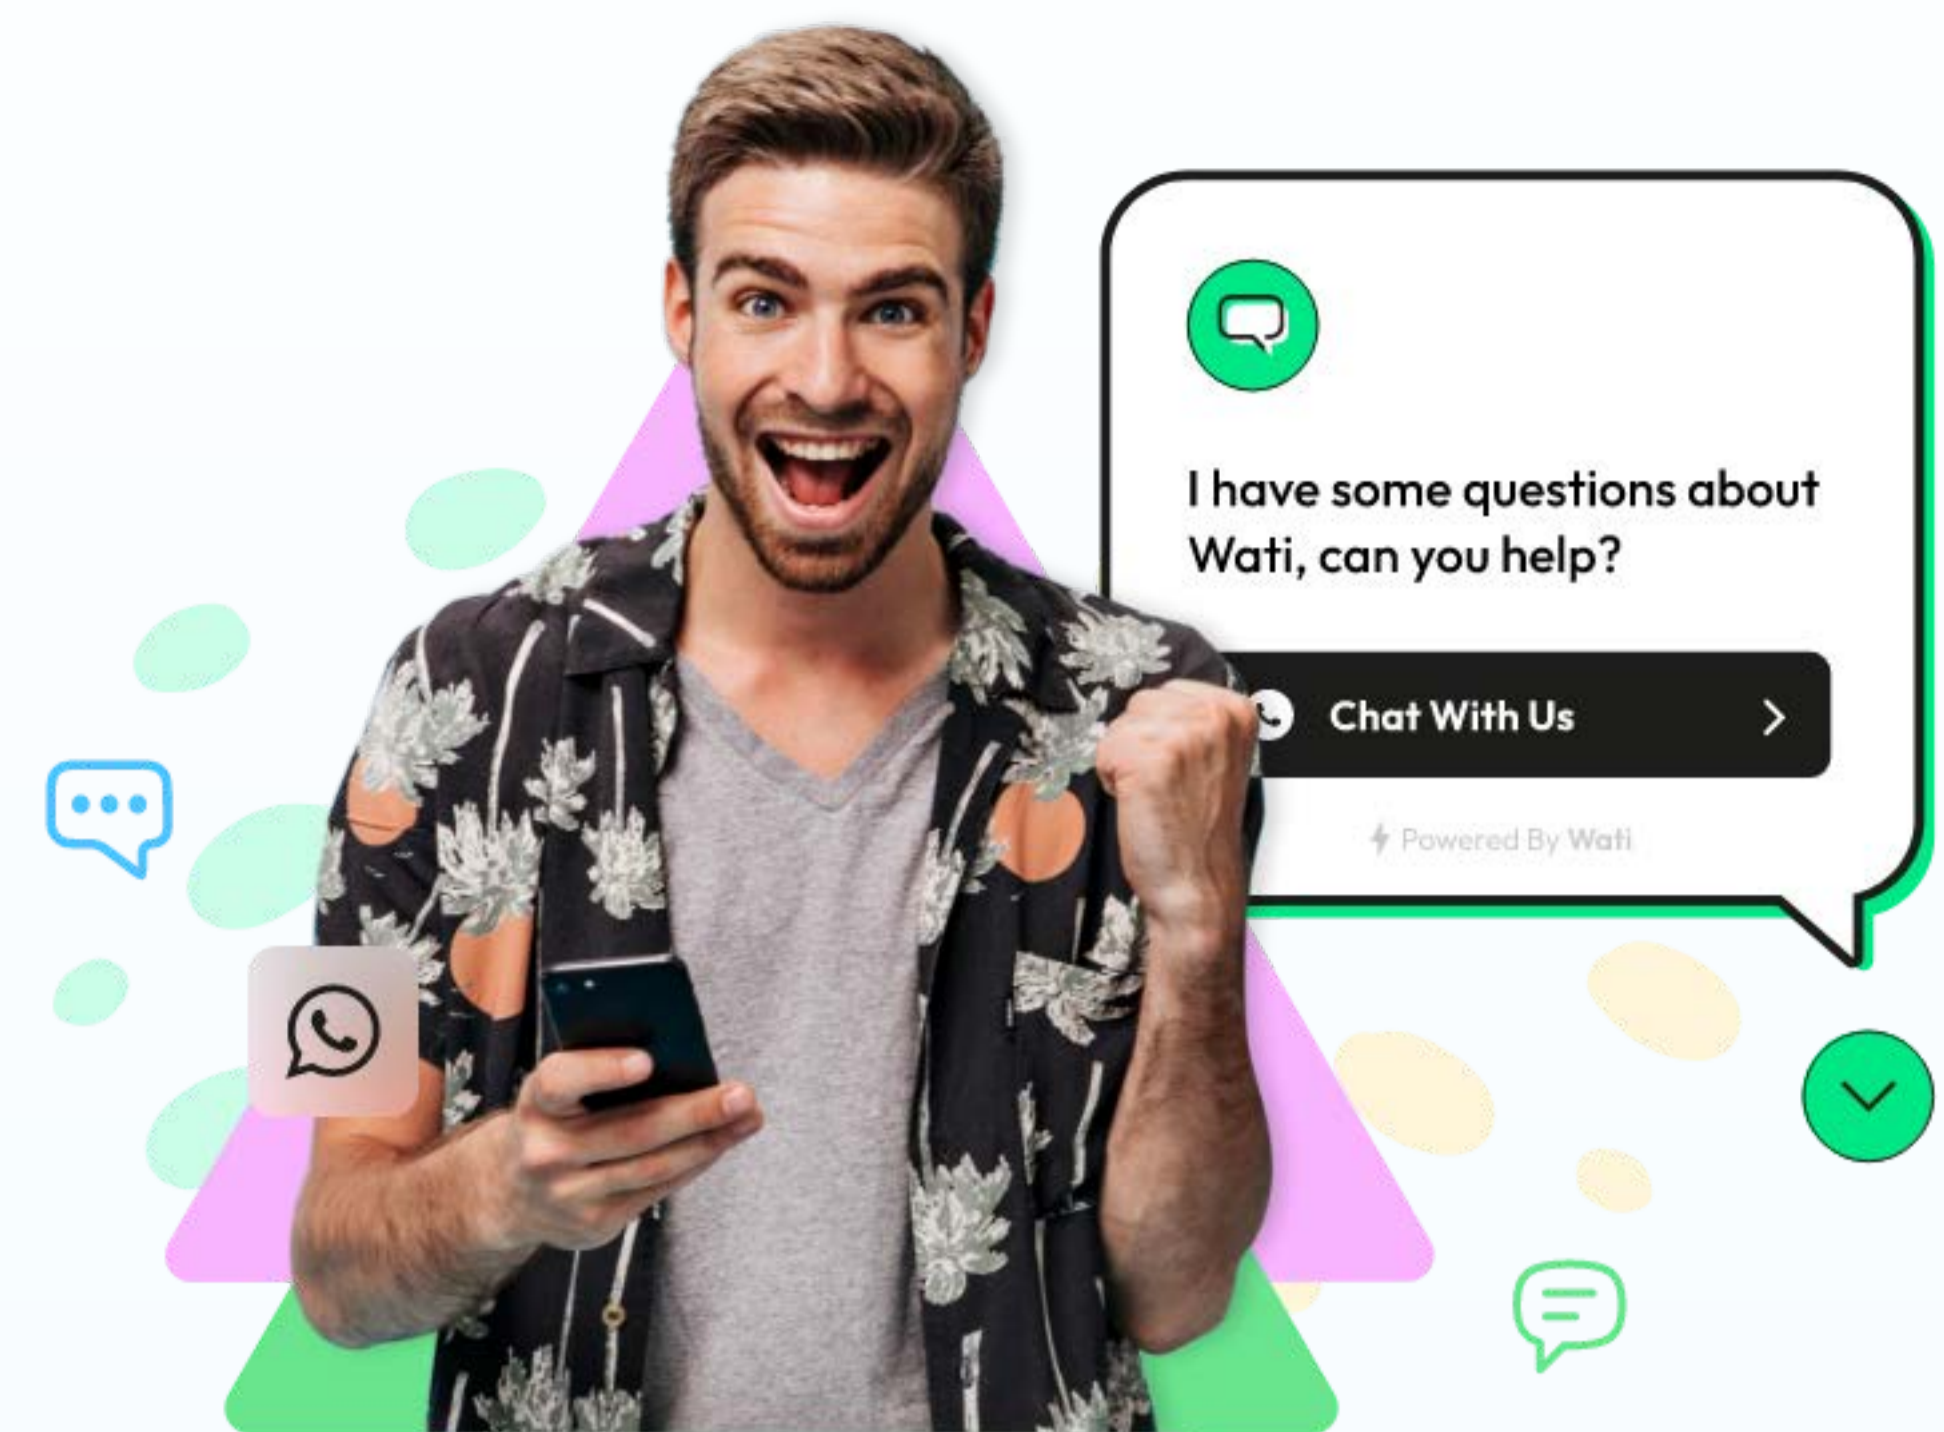 I have some questions about
Wati, can you help?
Chat With Us
Powered By Wati